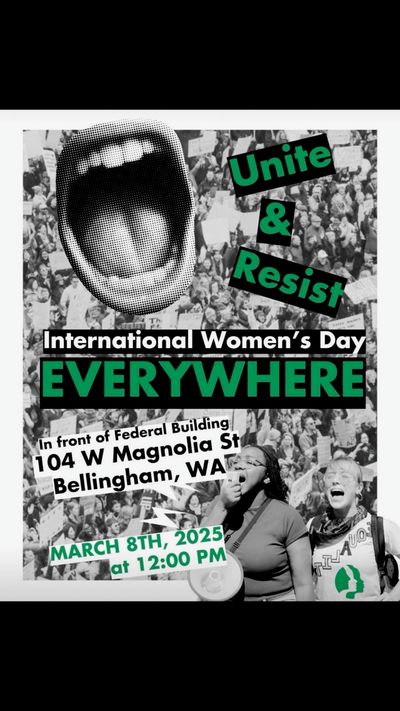 Unite
&
Resist
International Women's Day
EVERYWHERE
In front of Federal Building
104 W Magnolia St
Bellingham, WA
MARCH 8TH, 2025
at 12:00 PM